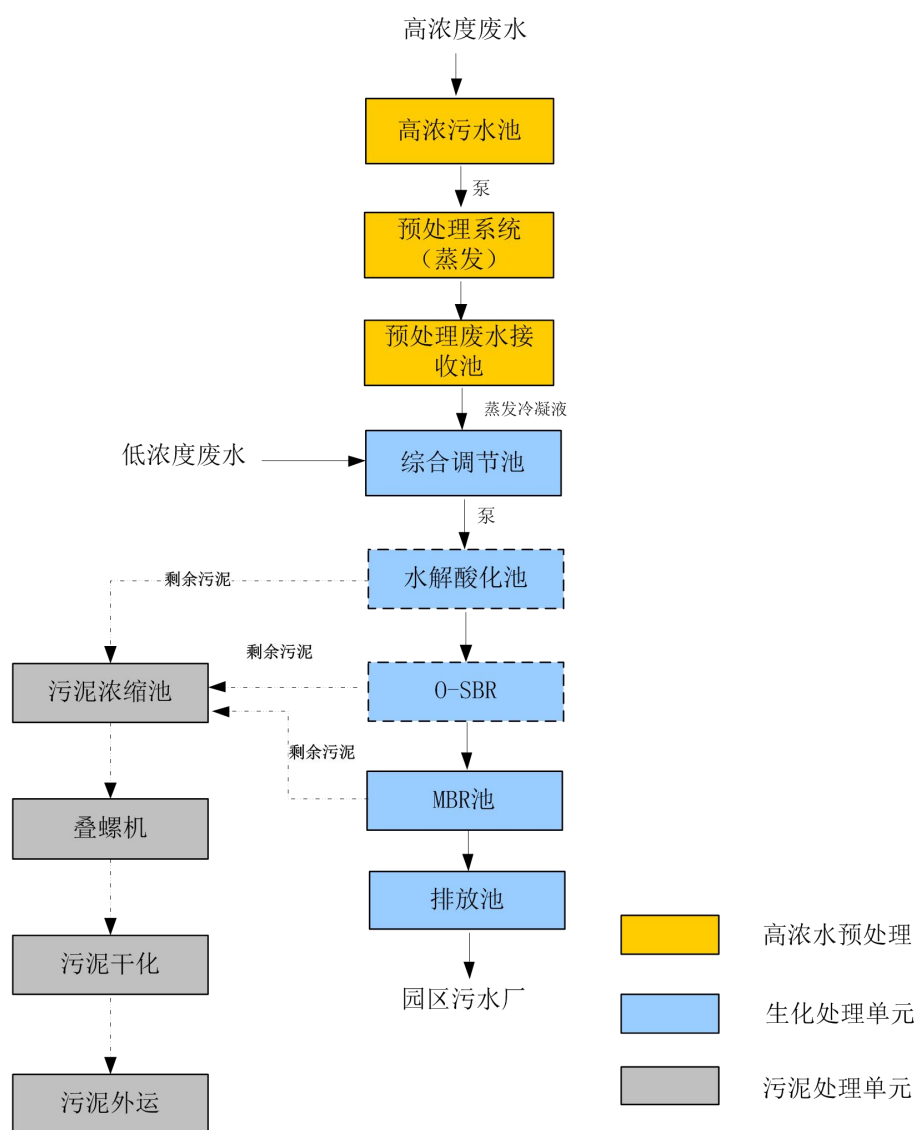 高浓度废水
高浓污水池
泵
预处理系统
（蒸发）
预处理废水接
收池
蒸发冷凝液
低浓度废水
综合调节池
泵
水解酸化池
剩余污泥
剩余污泥
污泥浓缩池
O-SBR
剩余污泥
MBR池
叠螺机
排放池
高浓水预处理
污泥干化
园区污水厂
生化处理单元
污泥外运
污泥处理单元